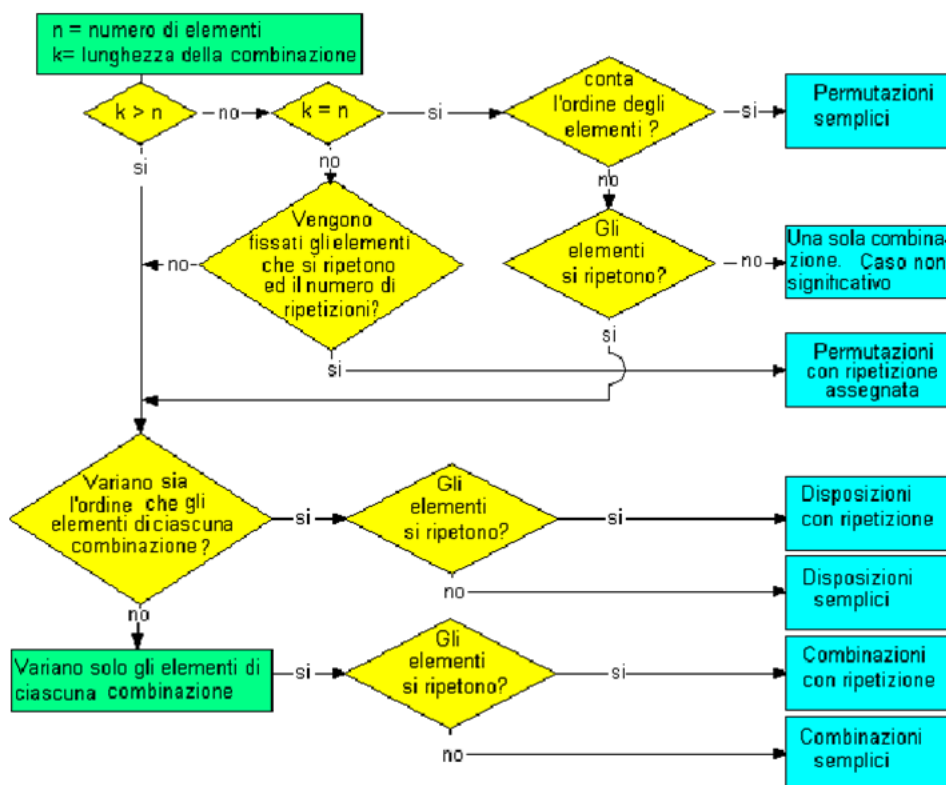 n = numero di elementi
k= lunghezza della combinazione
k > n
no
k = n
si
conta
l'ordine degli
elementi ?
si
Permutazioni
semplici
si
no
no
Vengono
fissati gli elementi
che si ripetono
ed il numero di
ripetizioni?
no
Gli
elementi
si ripetono?
no
Una sola combina-
zione. Caso non
significativo
si
si
Permutazioni
con ripetizione
assegnata
Variano sia
l'ordine che gli
elementi di ciascuna
combinazione ?
si
Gli
elementi
si ripetono?
si
Disposizioni
con ripetizione
no
Disposizioni
semplici
no
Variano solo gli elementi di
ciascuna combinazione
si
Gli
elementi
si ripetono?
si
Combinazioni
con ripetizione
no
Combinazioni
semplici